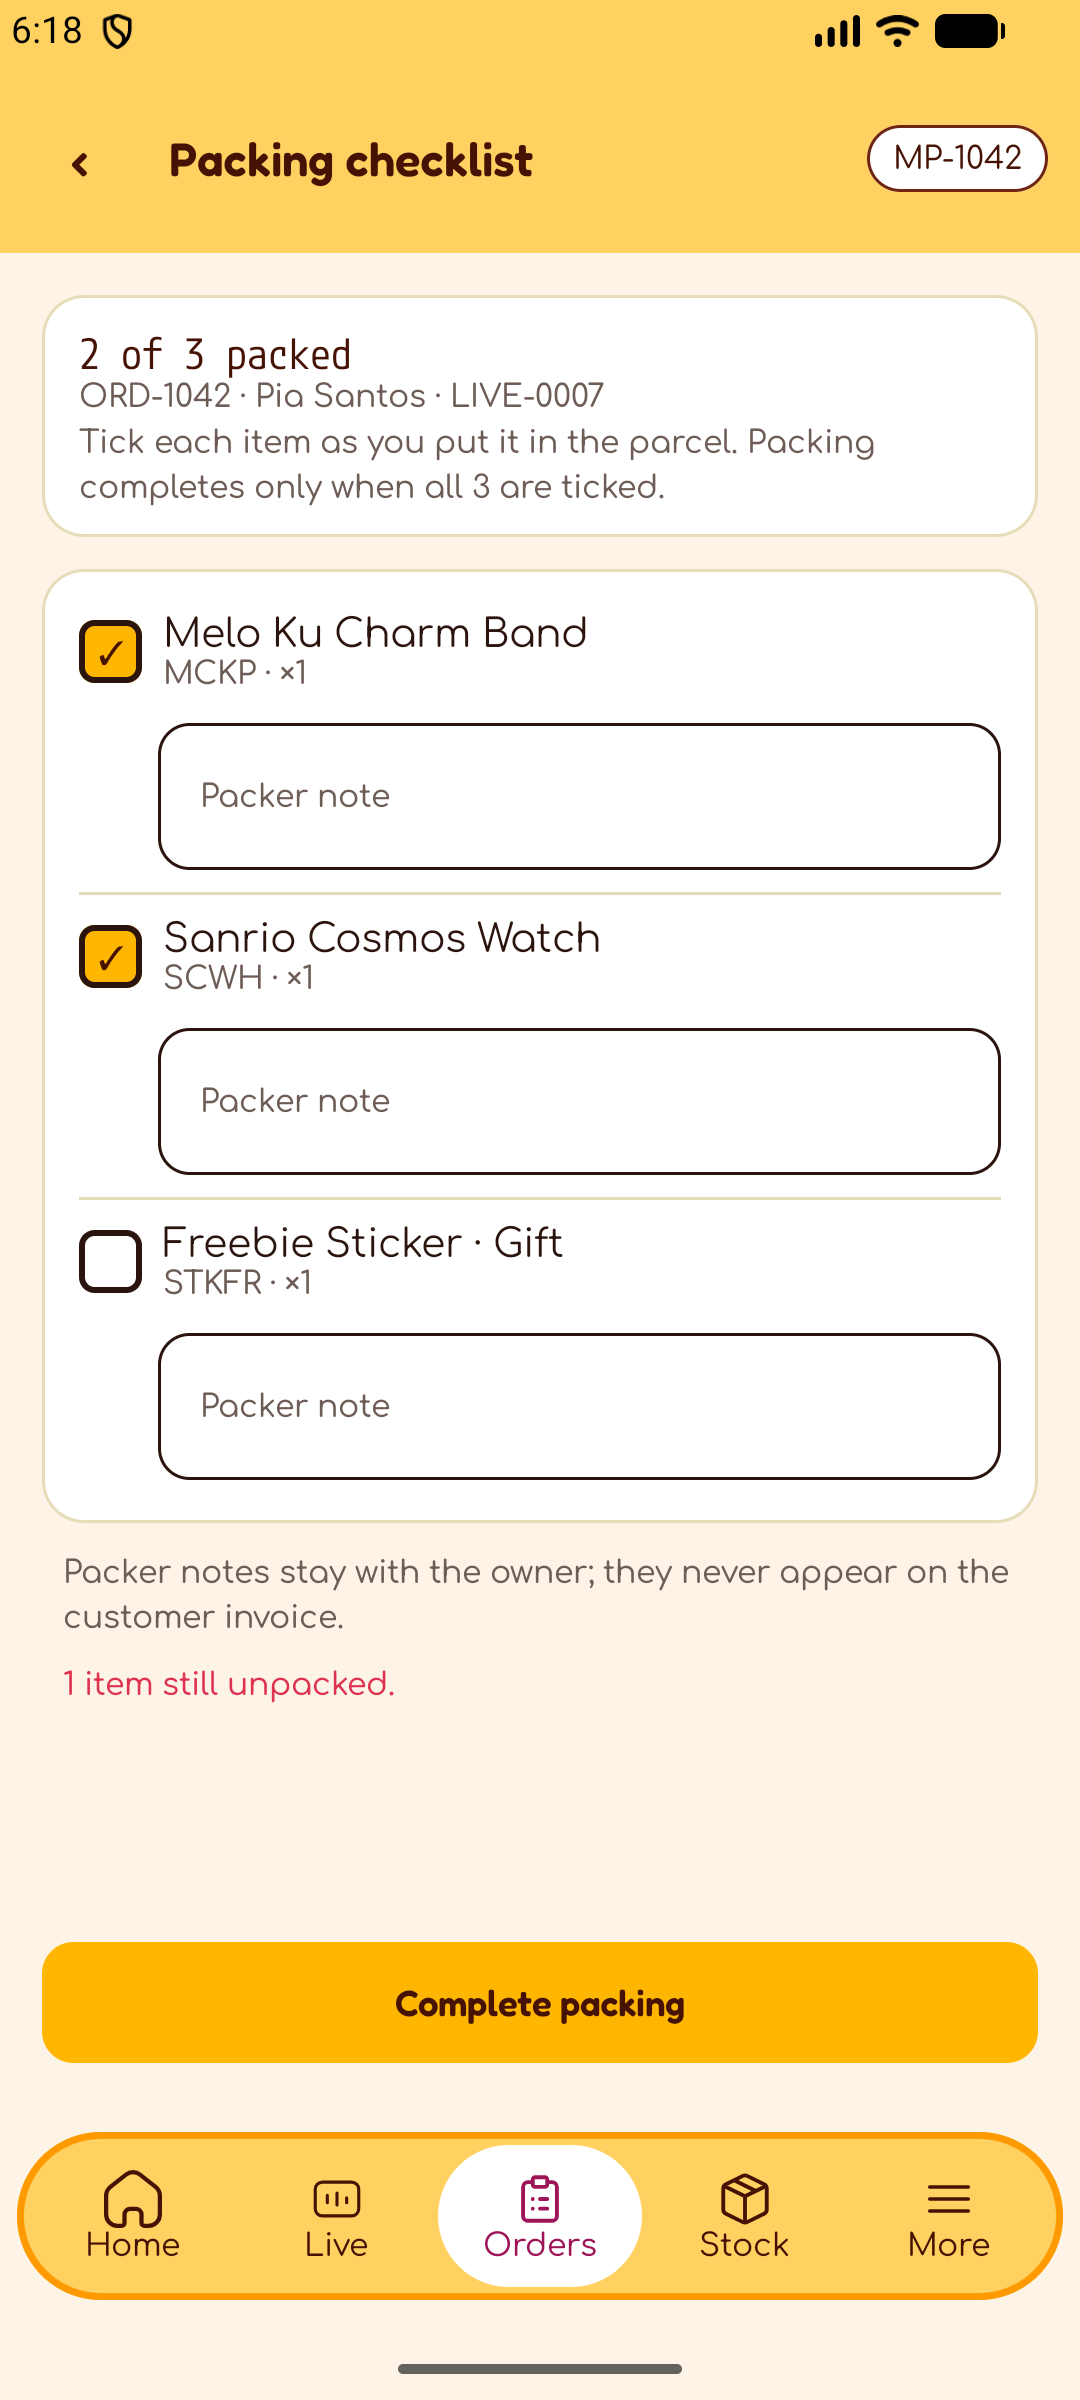 6:18
Packing checklist
MP-1042
2 of 3 packed
ORD-1042 · Pia Santos · LIVE-0007
Tick each item as you put it in the parcel. Packing
completes only when all 3 are ticked.
Melo Ku Charm Band
MCKP · ×1
Packer note
Sanrio Cosmos Watch
SCWH · ×1
Packer note
Freebie Sticker · Gift
STKFR · ×1
Packer note
Packer notes stay with the owner; they never appear on the
customer invoice.
1 item still unpacked.
Complete packing
Home
Live
Orders
Stock
More